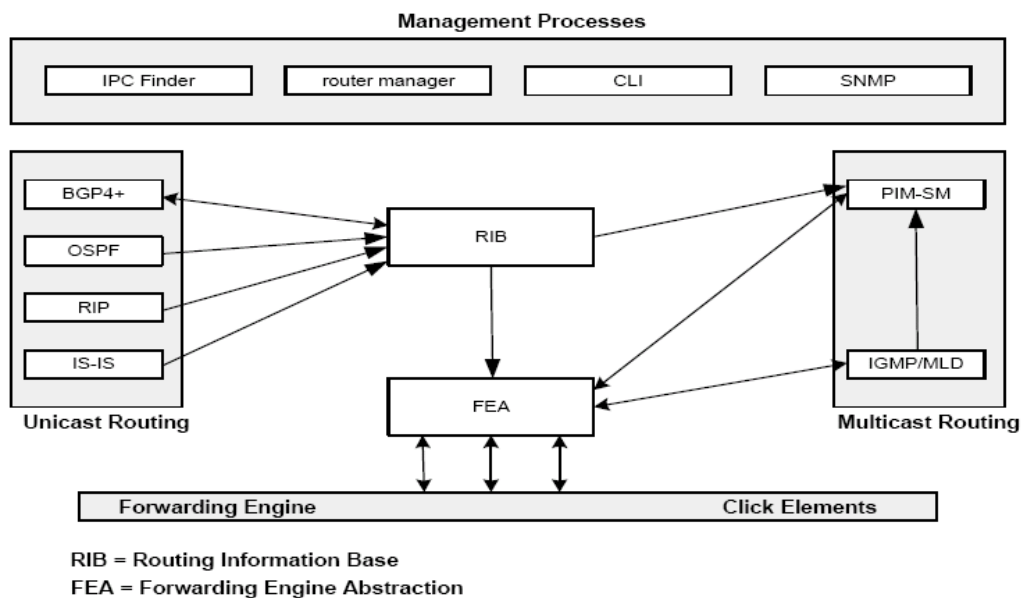 Management Processes
IPC Finder
router manager
CLI
SNMP
BGP4+
OSPF
RIP
IS-IS
Unicast Routing
RIB
FEA
PIM-SM
IGMP/MLD
Multicast Routing
Forwarding Engine
Click Elements
RIB = Routing Information Base
FEA = Forwarding Engine Abstraction